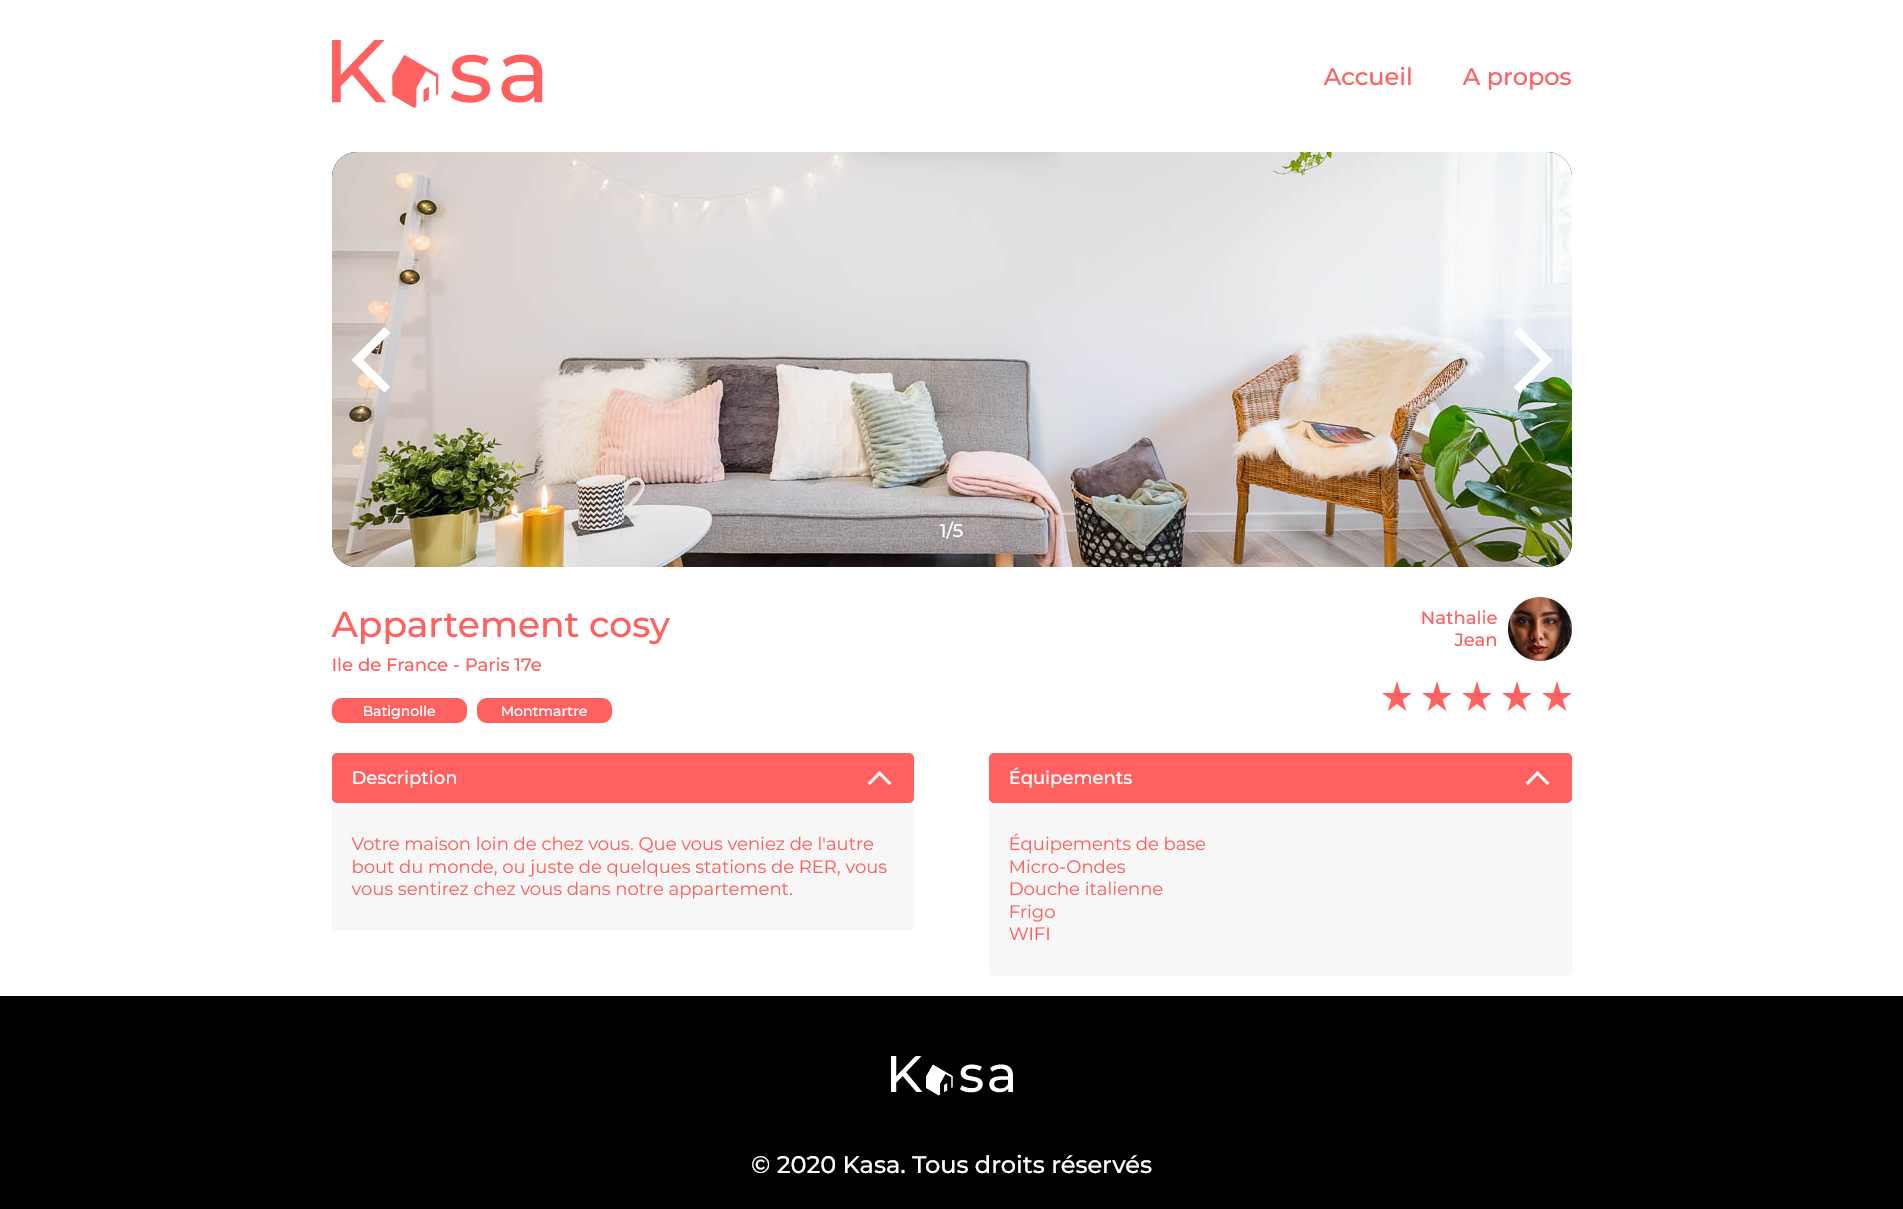 Kasa
Accueil
A propos
1/5
Appartement cosy
Ile de France - Paris 17e
Batignolle
Montmartre
Nathalie
Jean
Description
Votre maison loin de chez vous. Que vous veniez de l'autre
bout du monde, ou juste de quelques stations de RER, vous
vous sentirez chez vous dans notre appartement.
Équipements
Équipements de base
Micro-Ondes
Douche italienne
Frigo
WIFI
Kasa
© 2020 Kasa. Tous droits réservés